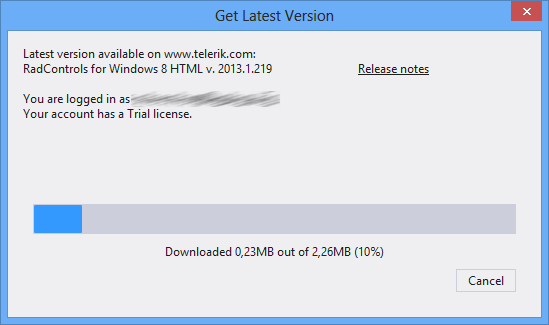 Get Latest Version
Latest version available on www.telerik.com:
RadControls for Windows 8 HTML v. 2013.1.219
Release notes
You are logged in as
Your account has a Trial license.
Downloaded 0,23MB out of 2,26MB (10%)
Cancel